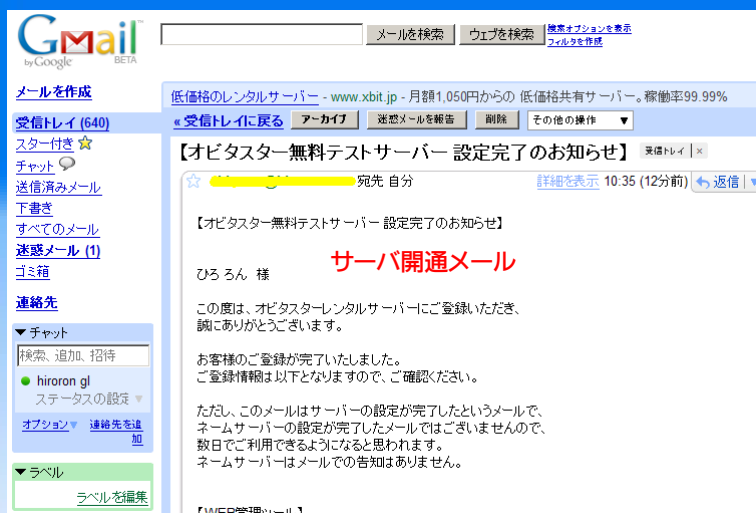 Gmail
by Google BETA
メールを検索 ウェブを検索 検索オプションを表示
フィルタを作成
メールを作成
受信トレイ (640)
スター付き
チャット
送信済みメール
下書き
すべてのメール
迷惑メール (1)
ゴミ箱
連絡先
▼チャット
検索、追加、招待
hiroron gl
ステータスの設定 ▼
オプション▼ 連絡先を追
加
▼ラベル
ラベルを編集
低価格のレンタルサーバー - www.xbit.jp - 月額1,050円からの 低価格共有サーバー。稼働率99.99%
« 受信トレイに戻る アーカイブ 迷惑メールを報告 削除 その他の操作 ▼
【オビタスター無料テストサーバー 設定完了のお知らせ】 受信トレイ | ×
宛先 自分 詳細を表示 10:35 (12分前) 返信 | ▼
【オビタスター無料テストサーバー 設定完了のお知らせ】
サーバ開通メール
ひろ ろん 様
この度は、オビタスターレンタルサーバーにご登録いただき、
誠にありがとうございます。
お客様のご登録が完了いたしました。
ご登録情報は以下となりますので、ご確認ください。
ただし、このメールはサーバーの設定が完了したというメールで、
ネームサーバーの設定が完了したメールではございませんので、
数日でご利用できるようになると思われます。
ネームサーバーはメールでの告知はありません。
【WEB管理ツール】